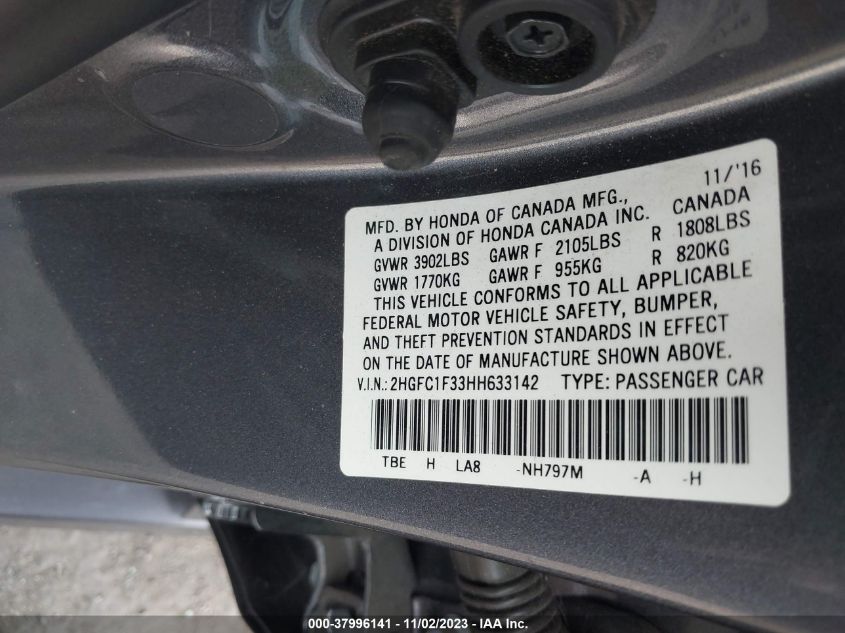 11/'16
MFD. BY HONDA OF CANADA MFG.,
A DIVISION OF HONDA CANADA INC. CANADA
GVWR 3902LBS GAWR F 2105LBS R 1808LBS
GVWR 1770KG GAWR F 955KG R 820KG
THIS VEHICLE CONFORMS TO ALL APPLICABLE
FEDERAL MOTOR VEHICLE SAFETY, BUMPER,
AND THEFT PREVENTION STANDARDS IN EFFECT
ON THE DATE OF MANUFACTURE SHOWN ABOVE.
V.I.N.: 2HGFC1F33HH633142 TYPE: PASSENGER CAR
TBE H LA8 -NH797M -A -H
000-37996141 - 11/02/2023 - IAA Inc.